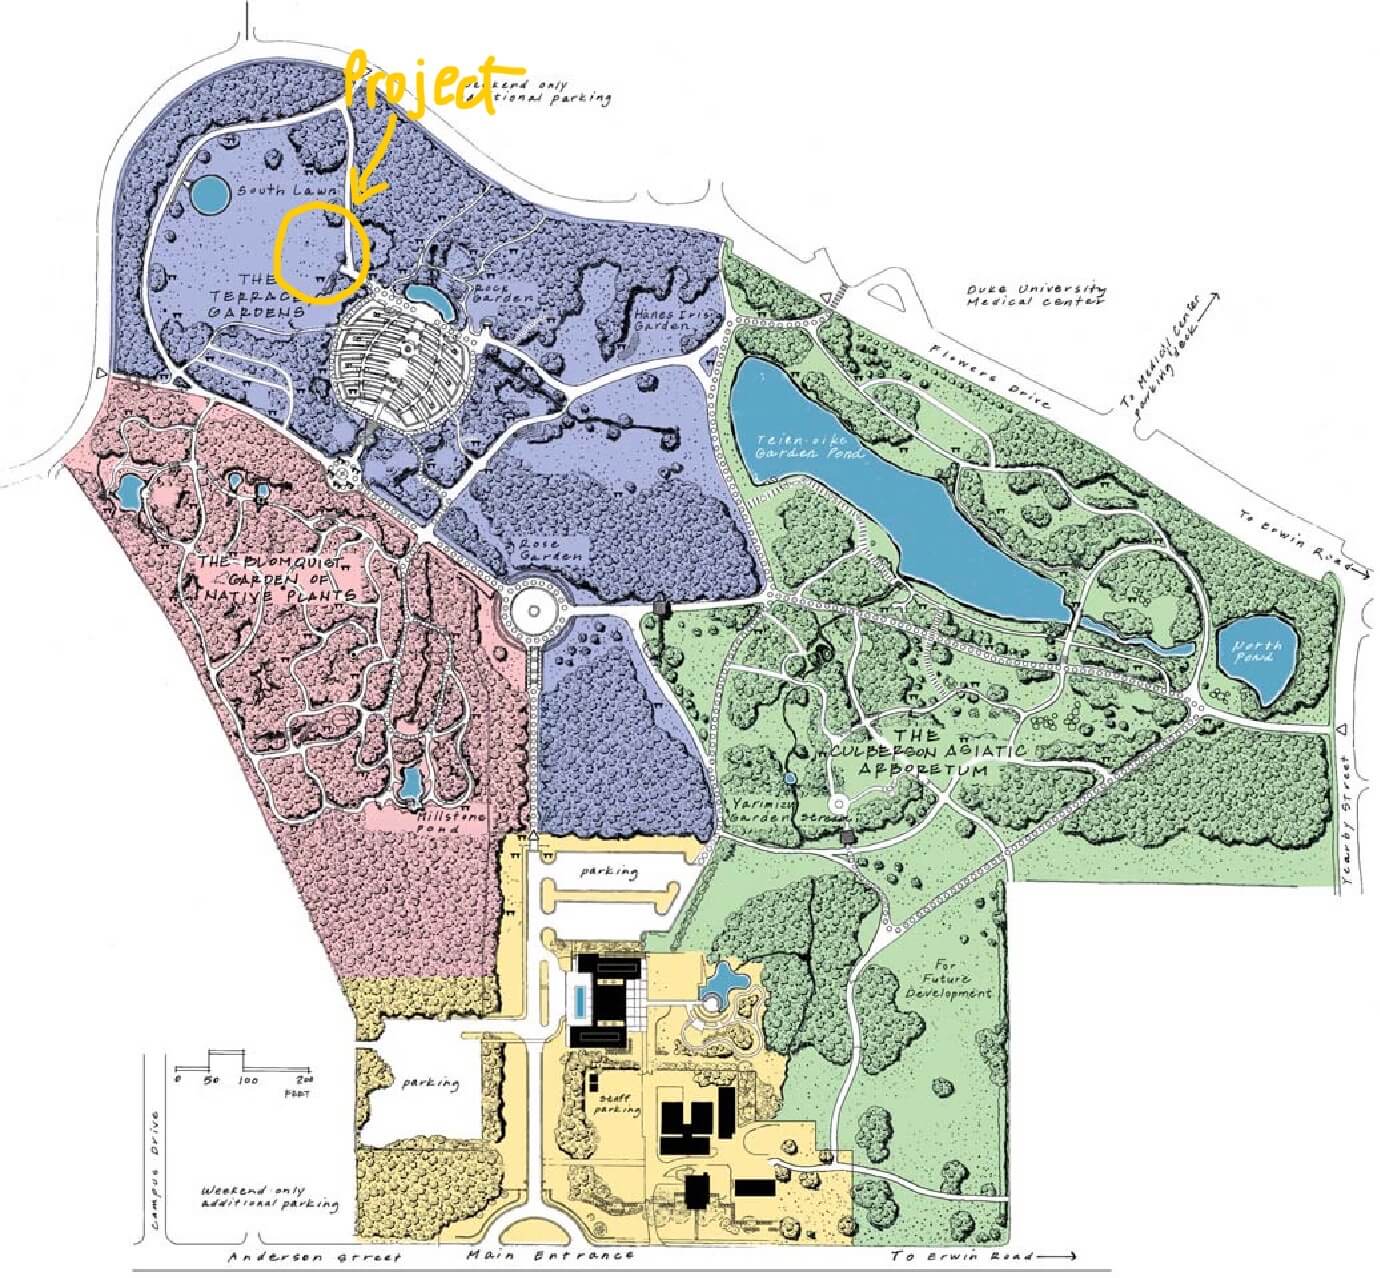 Project
Weekend only
additional parking
South Lawn
THE
TERRACE
GARDENS
Rock
Garden
Hanes Iris
Garden
Duke University
Medical Center
To Medical Center
parking deck
Flowers Drive
Teien-oike
Garden Pond
To Erwin Road
Rose
Garden
THE BLOMQUIST
GARDEN OF
NATIVE PLANTS
North
Pond
THE
CULBERSON ASIATIC
ARBORETUM
Millstone
Pond
Yarimizu
Garden Stream
Yearby Street
parking
For
Future
Development
0 50 100 200
FEET
parking
staff
parking
Campus Drive
Weekend-only
additional parking
Anderson Street
Main Entrance
To Erwin Road